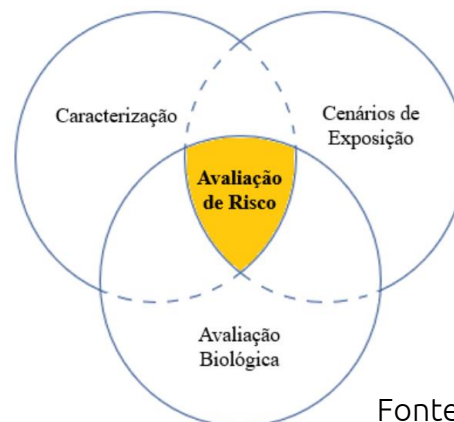 Caracterização
Cenários de
Exposição
Avaliação
de Risco
Avaliação
Biológica
Fonte